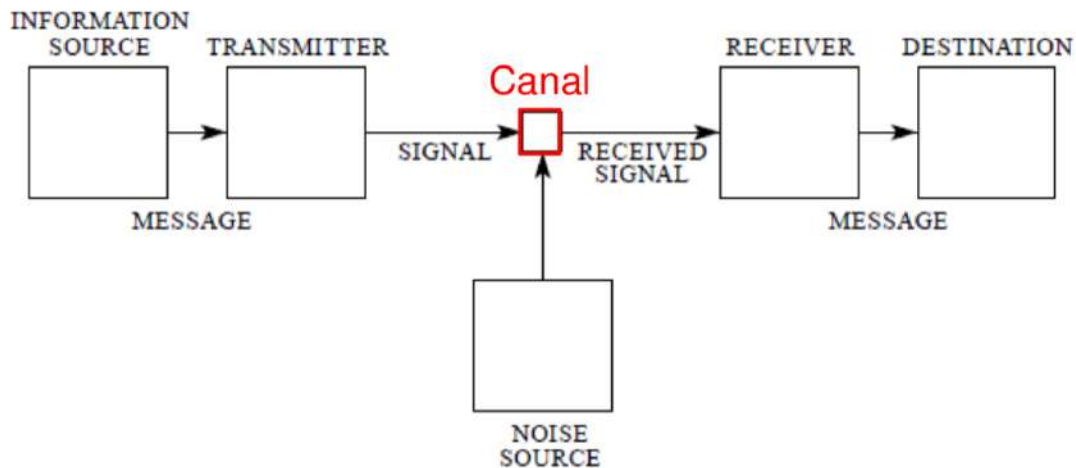 INFORMATION
SOURCE
TRANSMITTER
RECEIVER
DESTINATION
Canal
SIGNAL
RECEIVED
SIGNAL
MESSAGE
MESSAGE
NOISE
SOURCE